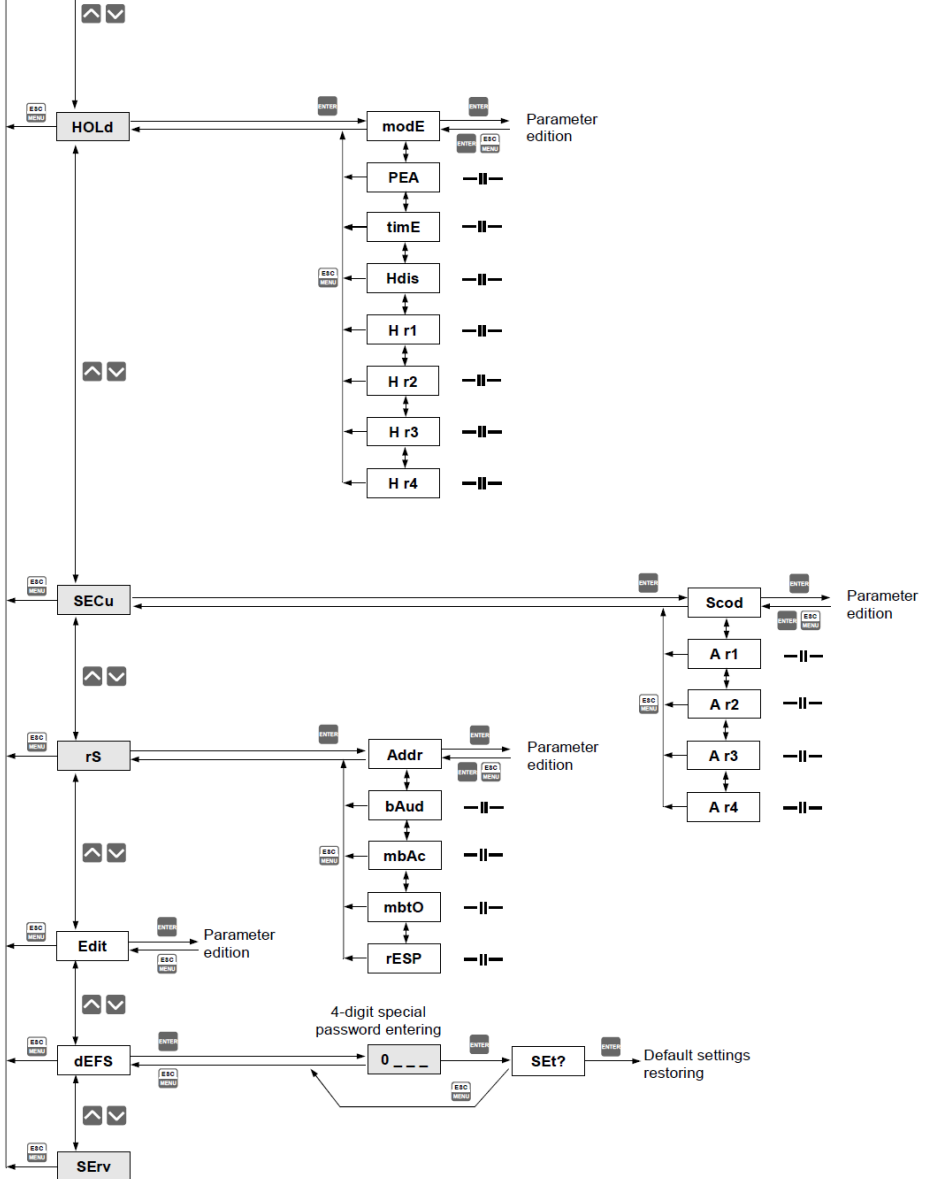 ESC
MENU
HOLd
ENTER
modE
ENTER
ENTER
ESC
MENU
Parameter
edition
PEA
timE
ESC
MENU
Hdis
H r1
H r2
H r3
H r4
ESC
MENU
SECu
ENTER
Scod
ENTER
ENTER
ESC
MENU
Parameter
edition
A r1
ESC
MENU
A r2
A r3
A r4
ESC
MENU
rS
ENTER
Addr
ENTER
ENTER
ESC
MENU
Parameter
edition
bAud
ESC
MENU
mbAc
mbtO
rESP
ESC
MENU
Edit
ENTER
ESC
MENU
Parameter
edition
4-digit special
password entering
ESC
MENU
dEFS
ENTER
ESC
MENU
0 _ _ _
ENTER
ESC
MENU
SEt?
ENTER
Default settings
restoring
ESC
MENU
SErv